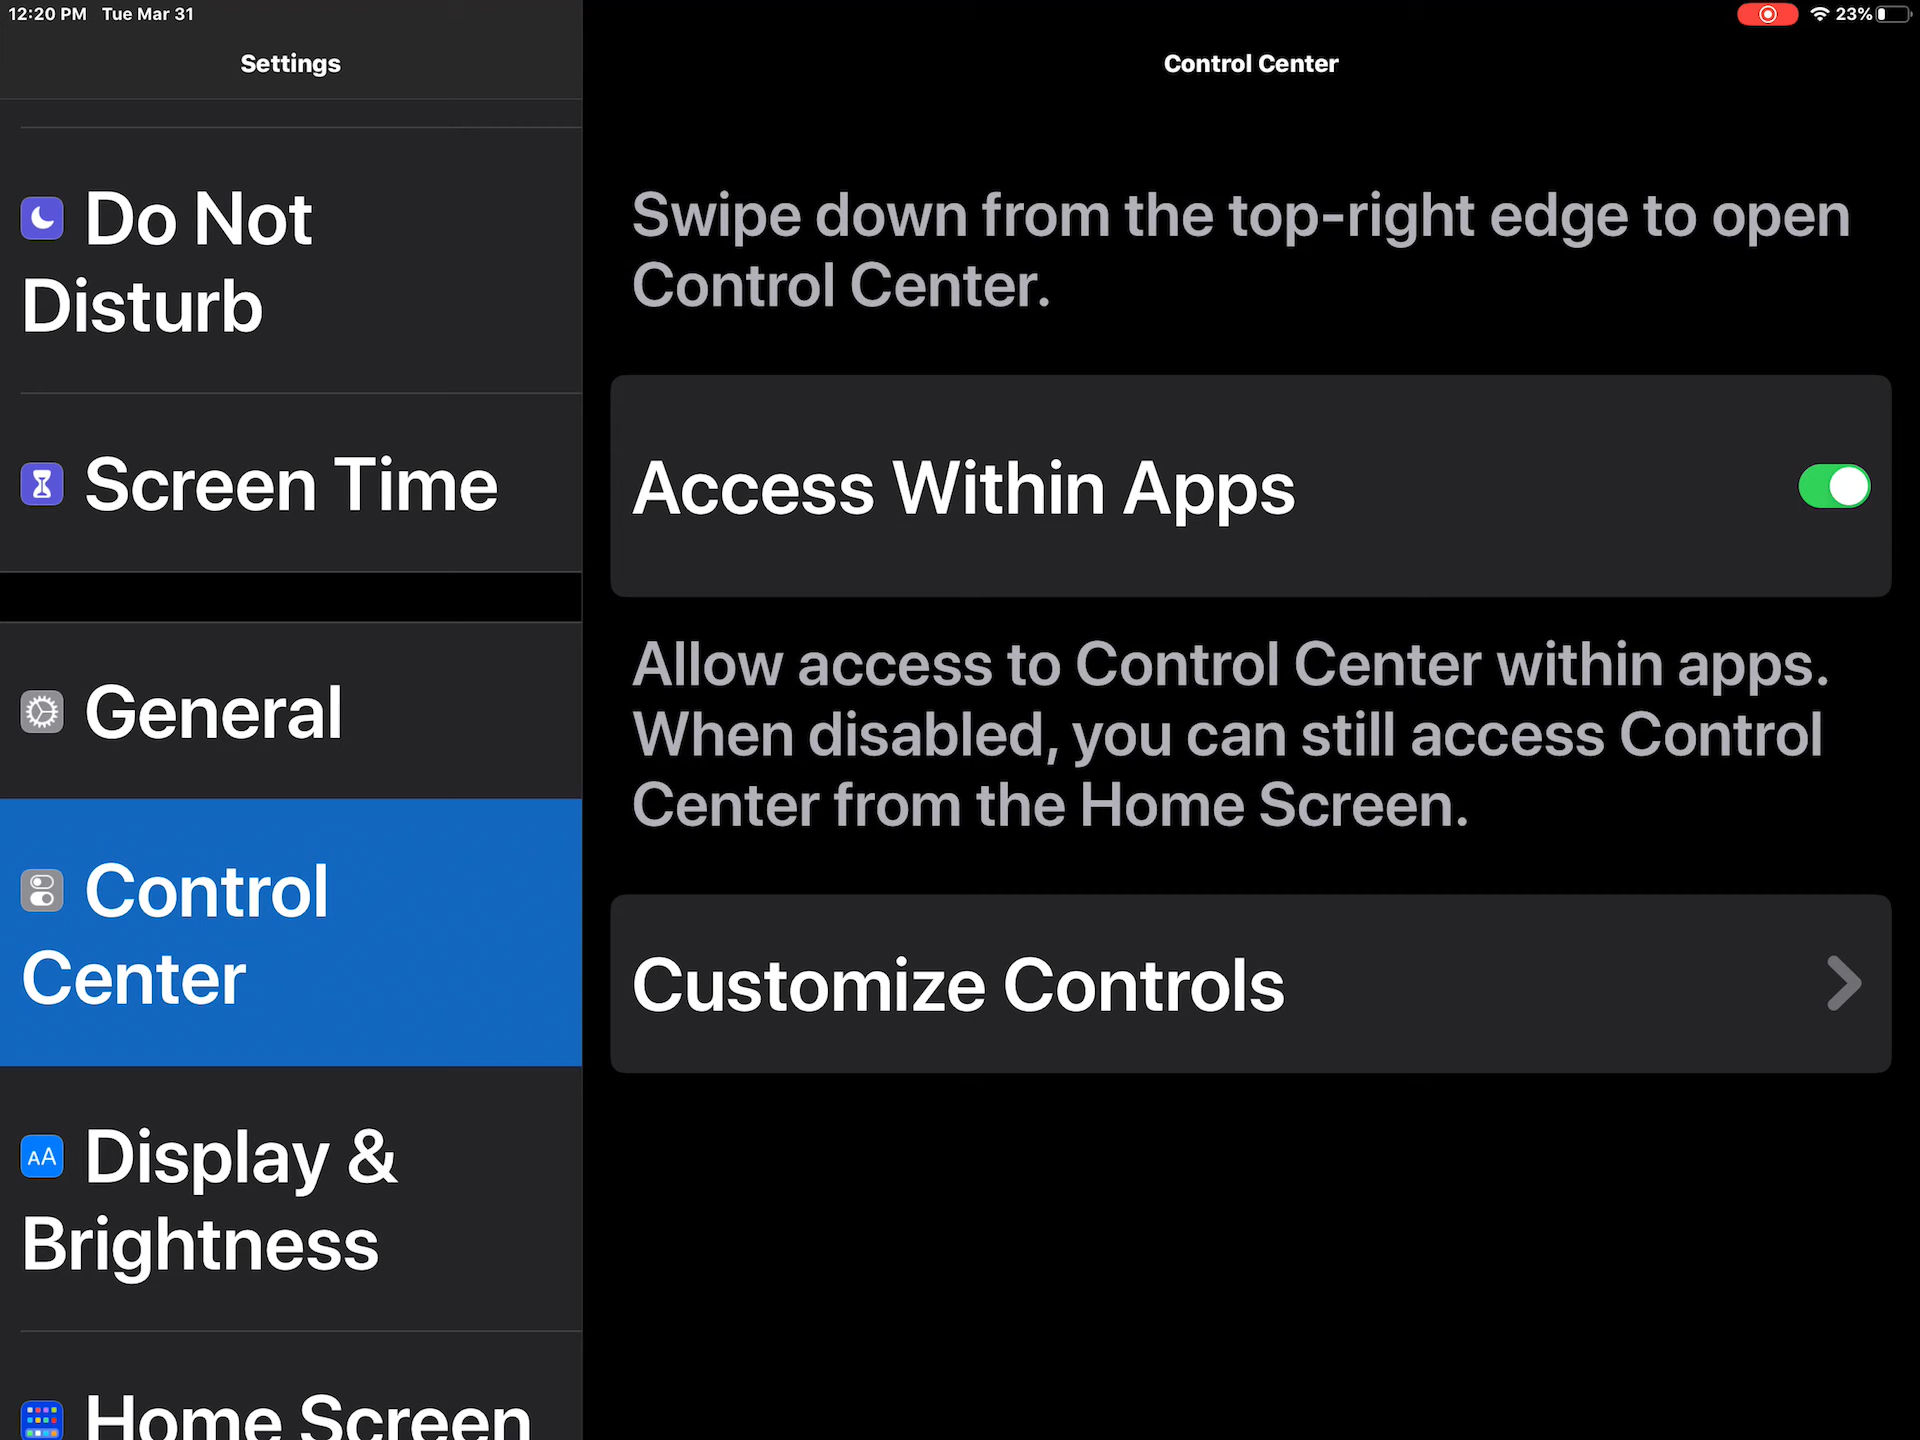 12:20 PM Tue Mar 31
23%
Settings
Do Not
Disturb
Screen Time
General
Control
Center
AA Display &
Brightness
Home Screen
Control Center
Swipe down from the top-right edge to open
Control Center.
Access Within Apps
Allow access to Control Center within apps.
When disabled, you can still access Control
Center from the Home Screen.
Customize Controls